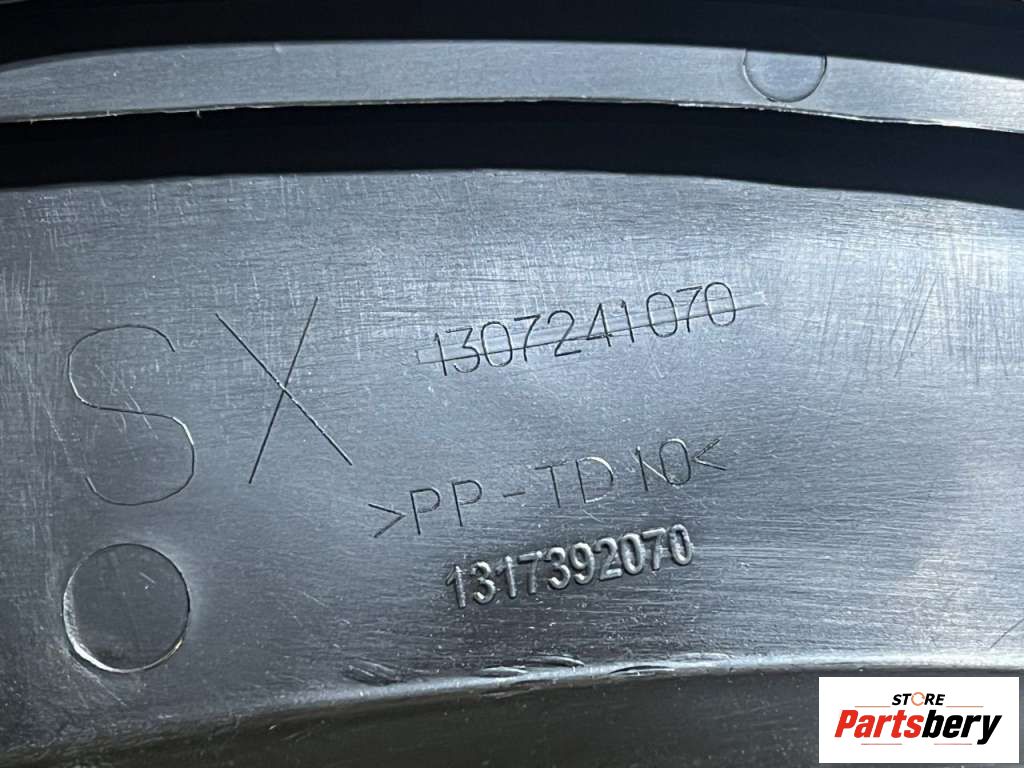 SX
1307241070
>PP-TD10<
1317392070
STORE
Partsbery